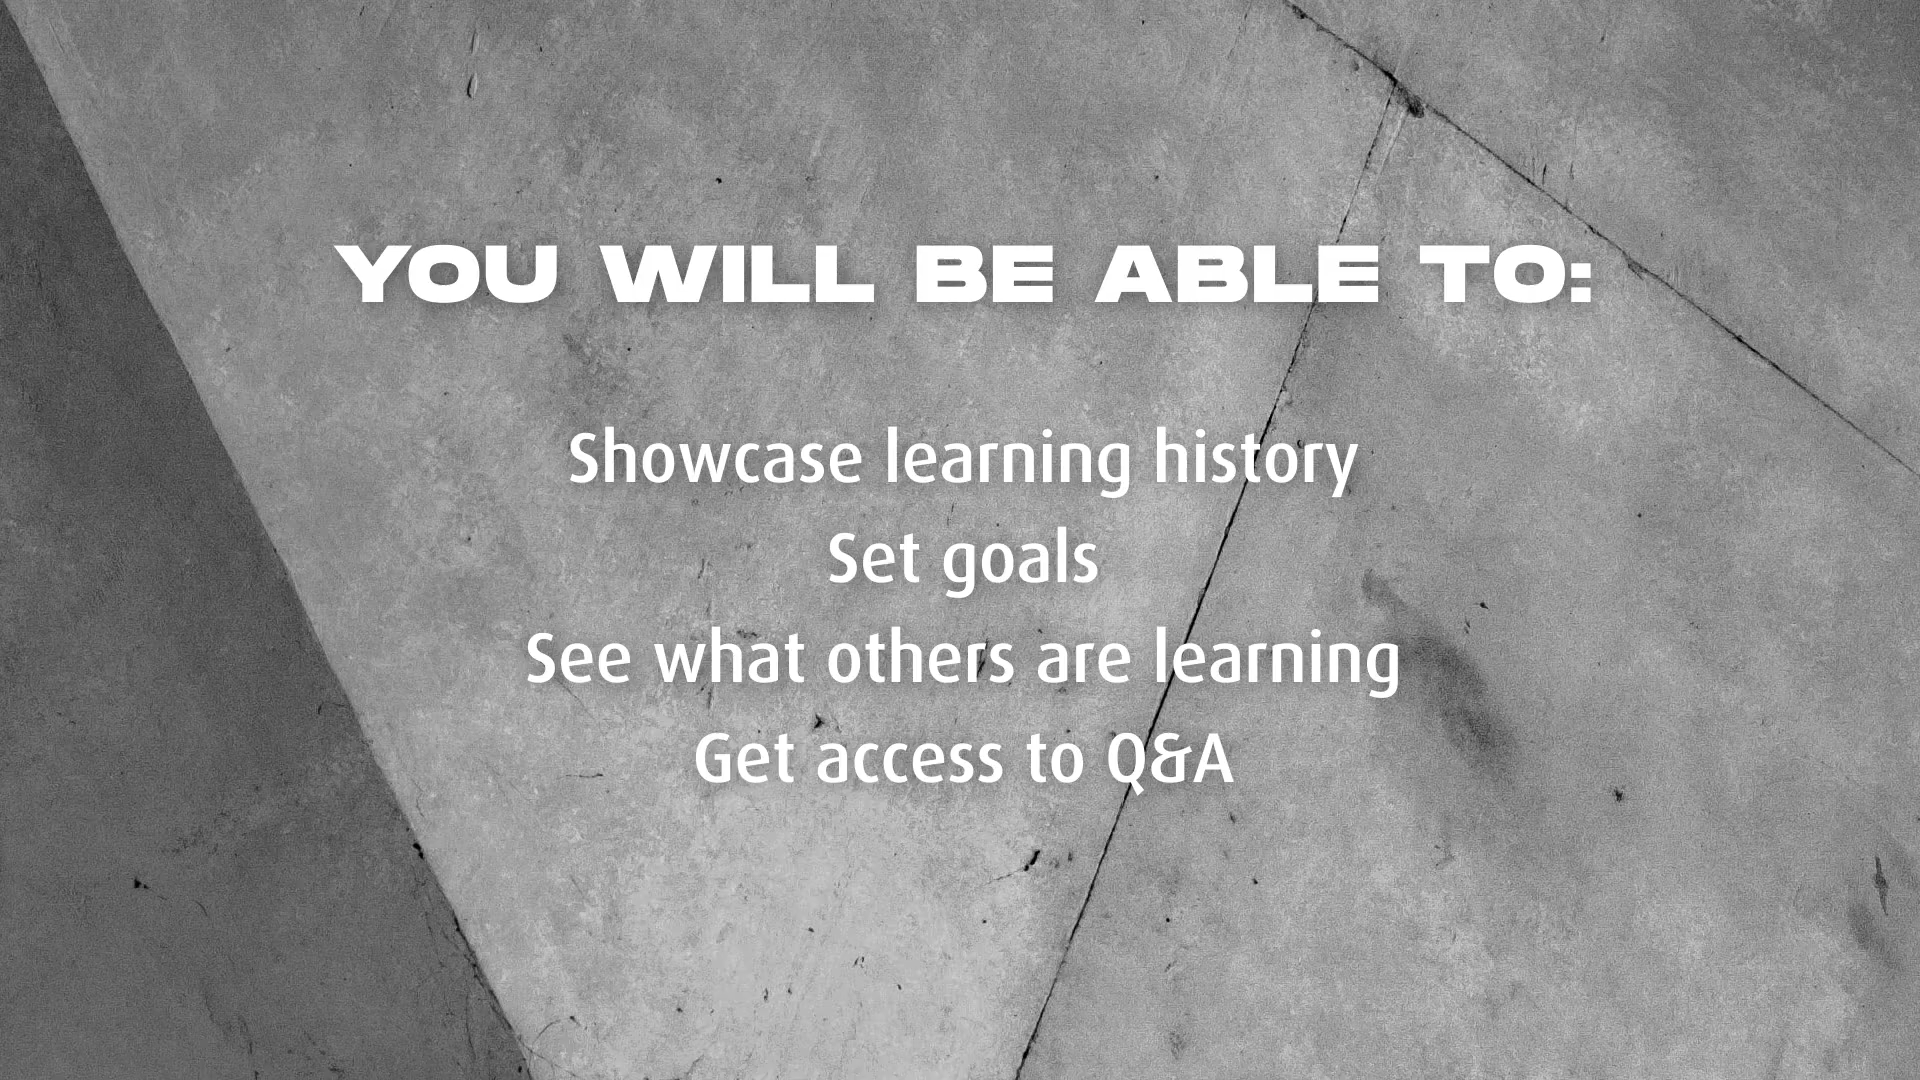 YOU WILL BE ABLE TO:
Showcase learning history
Set goals
See what others are learning
Get access to Q&A